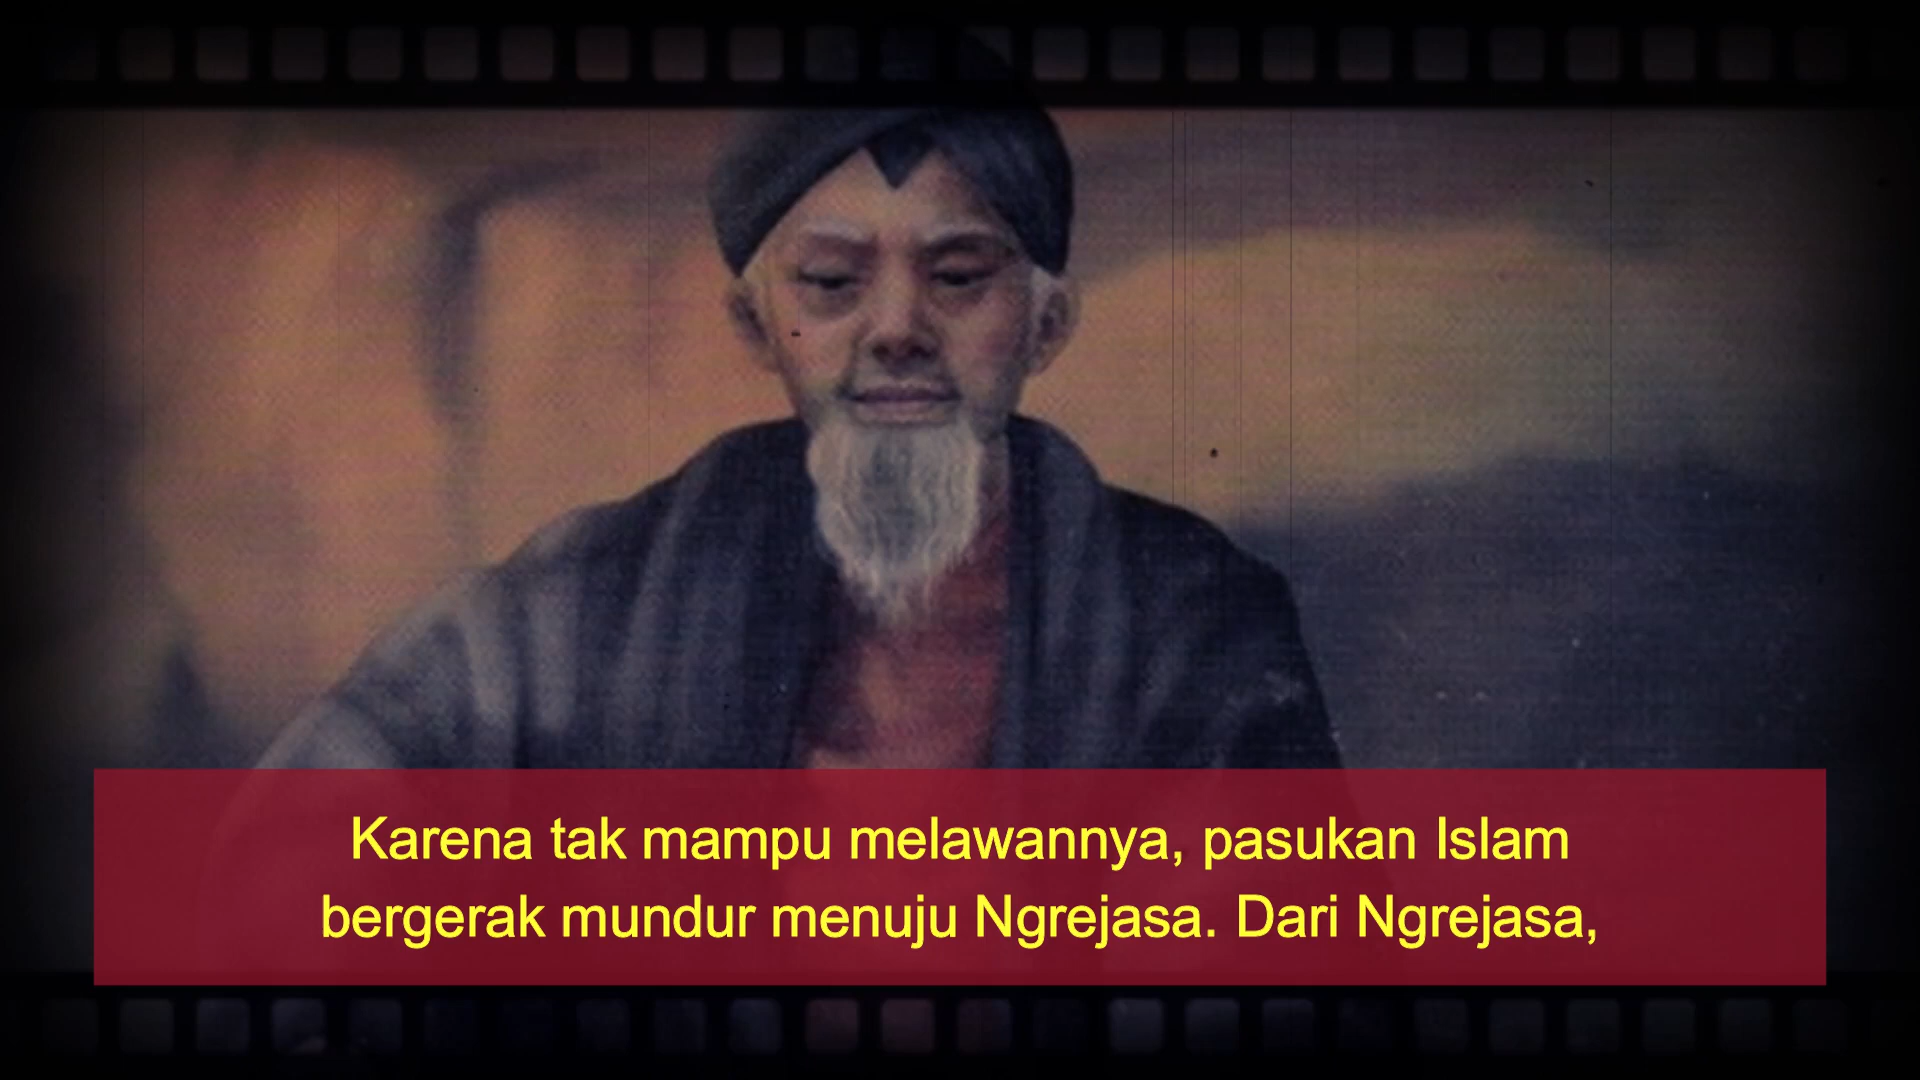 Karena tak mampu melawannya, pasukan Islam
bergerak mundur menuju Ngrejasa. Dari Ngrejasa,